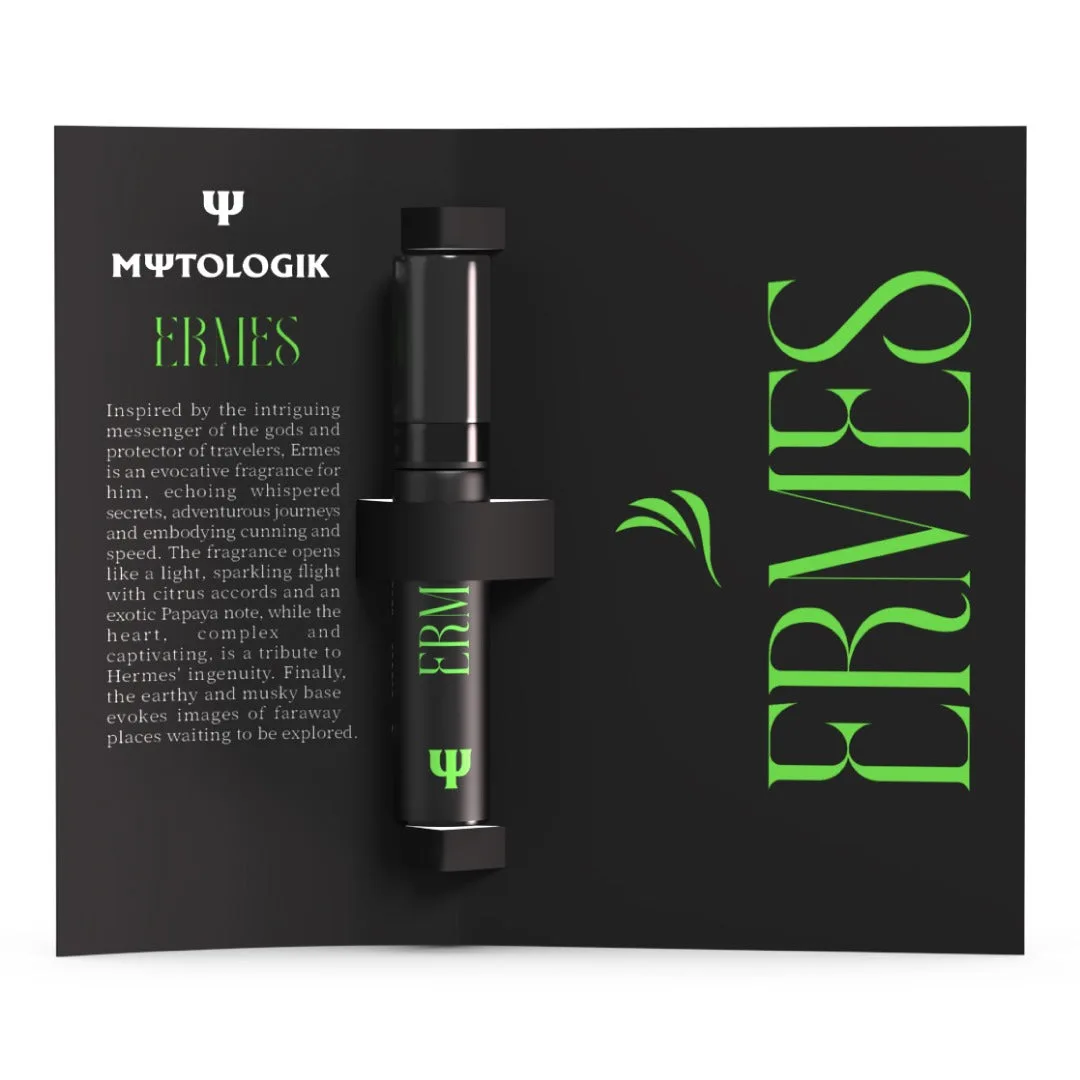 Ψ
MΨTOLOGIK
ERMES
Inspired by the intriguing
messenger of the gods and
protector of travelers, Ermes
is an evocative fragrance for
him, echoing whispered
secrets, adventurous journeys
and embodying cunning and
speed. The fragrance opens
like a light, sparkling flight
with citrus accords and an
exotic Papaya note, while the
heart, complex and
captivating, is a tribute to
Hermes' ingenuity. Finally,
the earthy and musky base
evokes images of faraway
places waiting to be explored.
ERM
Ψ
ERMES